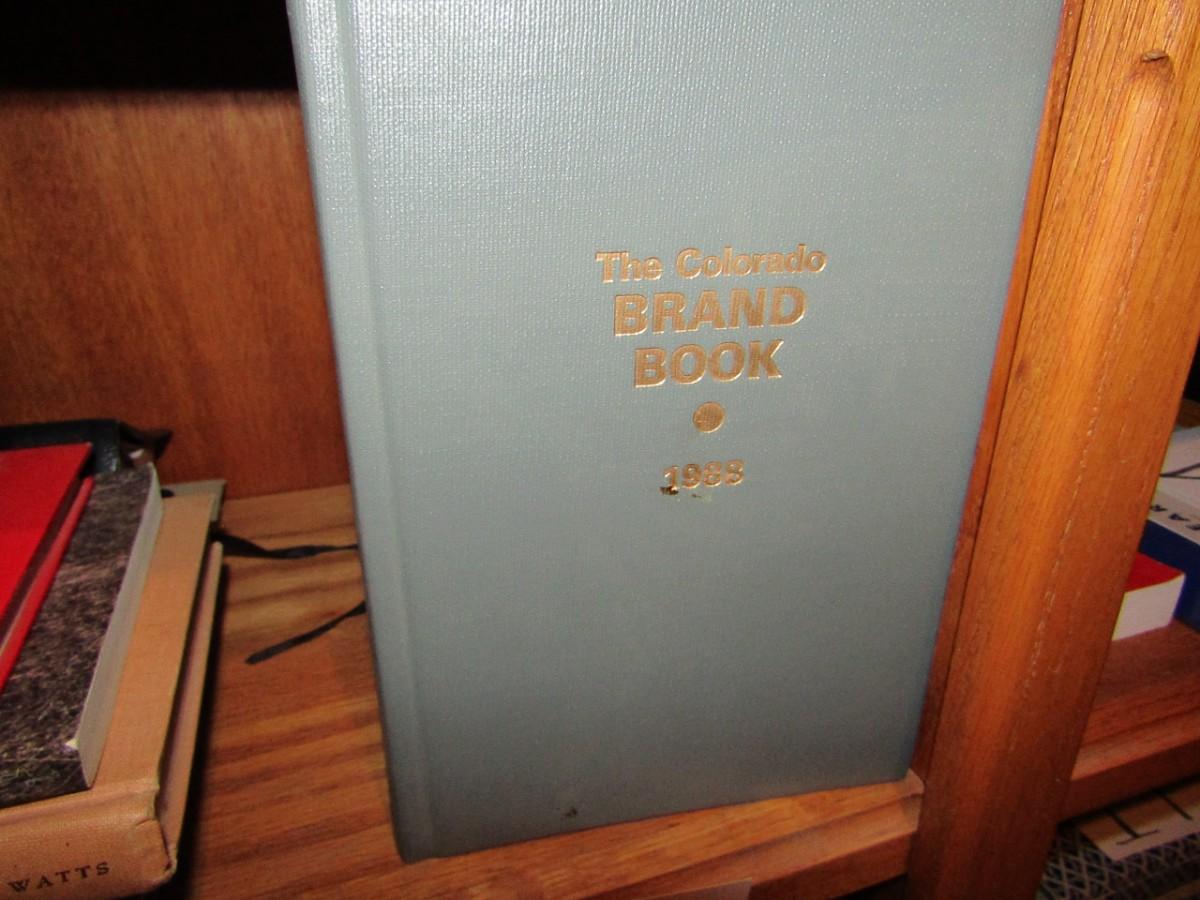 The Colorado
BRAND
BOOK
1988
WATTS